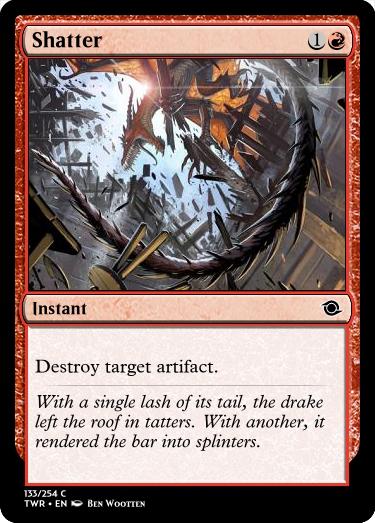 Shatter 1
Instant
Destroy target artifact.
With a single lash of its tail, the drake
left the roof in tatters. With another, it
rendered the bar into splinters.
133/254 C
TWR • EN Ben Wootten